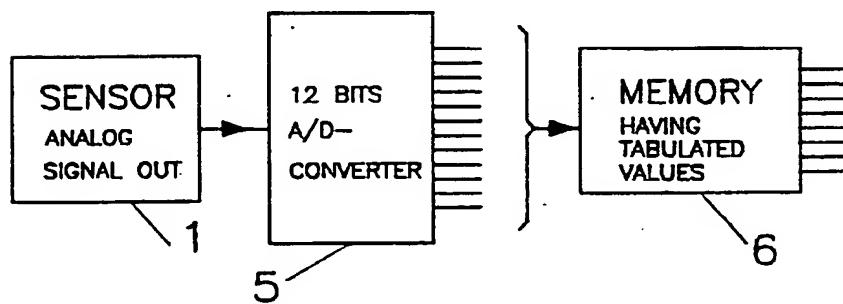 SENSOR
ANALOG
SIGNAL OUT
1
12 BITS
A/D-
CONVERTER
5
MEMORY
HAVING
TABULATED
VALUES
6